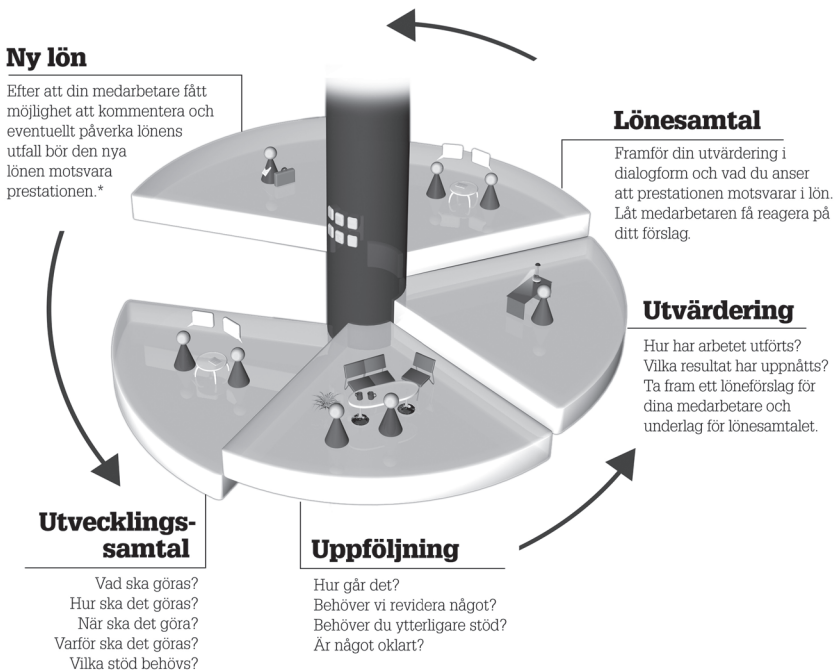 Ny lön
Efter att din medarbetare fått
möjlighet att kommentera och
eventuellt påverka lönens
utfall bör den nya
lönen motsvara
prestationen.*
Lönesamtal
Framför din utvärdering i
dialogform och vad du anser
att prestationen motsvarar i lön.
Låt medarbetaren få reagera på
ditt förslag.
Utvärdering
Hur har arbetet utförts?
Vilka resultat har uppnåtts?
Ta fram ett löneförslag för
dina medarbetare och
underlag för lönesamtalet.
Utvecklings-
samtal
Vad ska göras?
Hur ska det göras?
När ska det göra?
Varför ska det göras?
Vilka stöd behövs?
Uppföljning
Hur går det?
Behöver vi revidera något?
Behöver du ytterligare stöd?
Är något oklart?